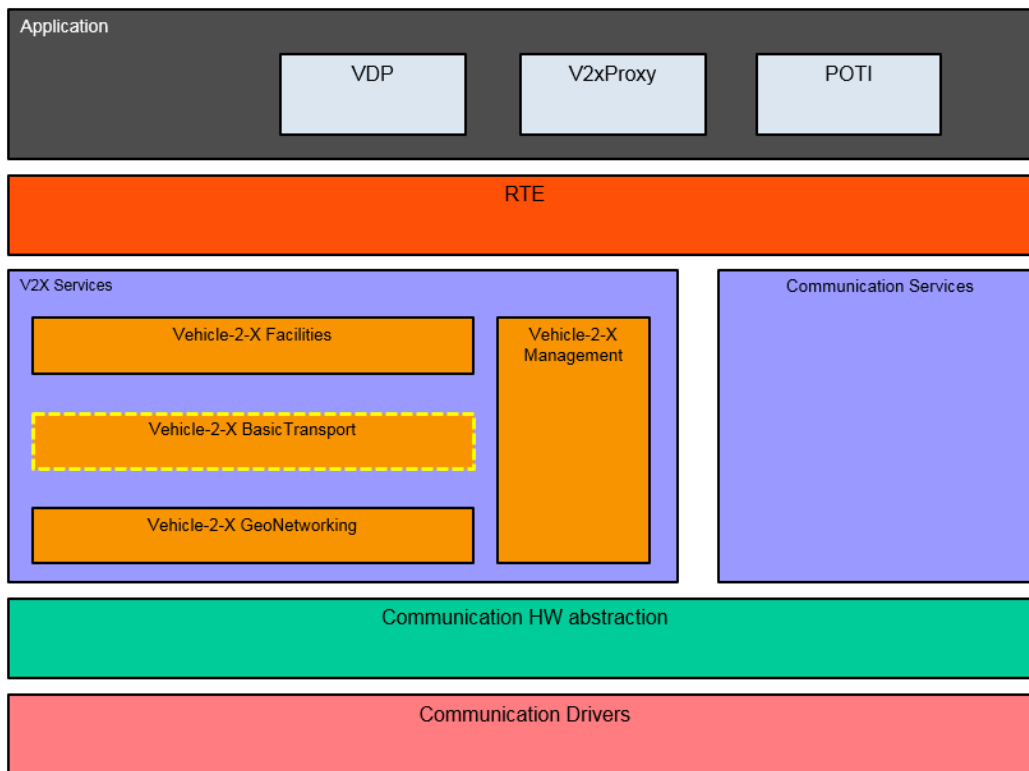 Application
VDP
V2xProxy
POTI
RTE
V2X Services
Communication Services
Vehicle-2-X Facilities
Vehicle-2-X
Management
Vehicle-2-X BasicTransport
Vehicle-2-X GeoNetworking
Communication HW abstraction
Communication Drivers